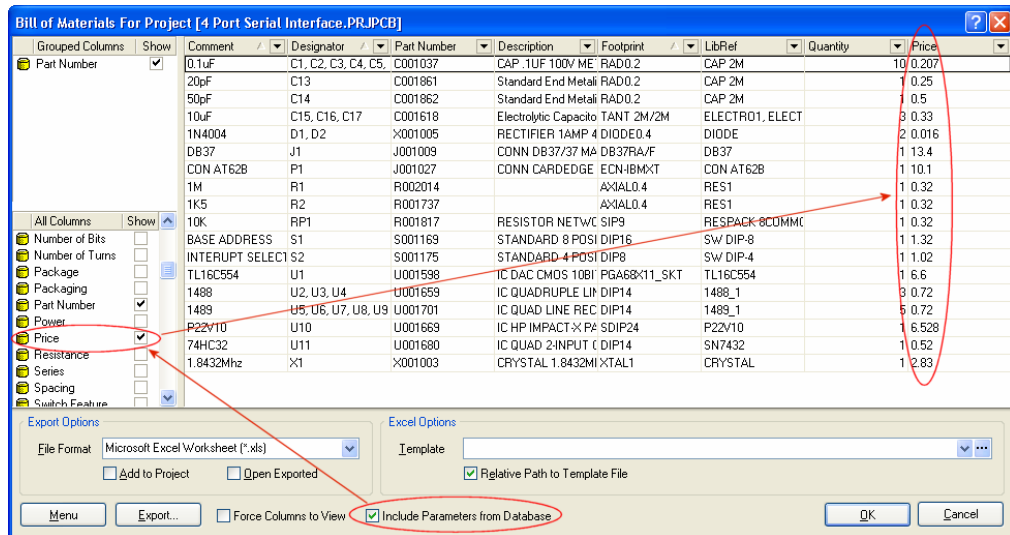 Bill of Materials For Project [4 Port Serial Interface.PRJPCB]
Grouped Columns Show
Part Number
Comment Designator Part Number Description Footprint LibRef Quantity Price
0.1uF C1, C2, C3, C4, C5, C001037 CAP .1UF 100V ME RAD0.2 CAP 2M 10 0.207
20pF C13 C001861 Standard End Metali RAD0.2 CAP 2M 1 0.25
50pF C14 C001862 Standard End Metali RAD0.2 CAP 2M 1 0.5
10uF C15, C16, C17 C001618 Electrolytic Capacito TANT 2M/2M ELECTRO1, ELECT 3 0.33
1N4004 D1, D2 X001005 RECTIFIER 1AMP 4 DIODE0.4 DIODE 2 0.016
DB37 J1 J001009 CONN DB37/37 MA DB37RA/F DB37 1 13.4
CON AT62B P1 J001027 CONN CARDEDGE ECN-IBMXT CON AT62B 1 10.1
1M R1 R002014 AXIAL0.4 RES1 1 0.32
1K5 R2 R001737 AXIAL0.4 RES1 1 0.32
10K RP1 R001817 RESISTOR NETWC SIP9 RESPACK 8COMMC 1 0.32
BASE ADDRESS S1 S001169 STANDARD 8 POSI DIP16 SW DIP-8 1 1.32
INTERUPT SELECT S2 S001175 STANDARD 4 POSI DIP8 SW DIP-4 1 1.02
TL16C554 U1 U001598 IC DAC CMOS 10BI PGA68X11_SKT TL16C554 1 6.6
1488 U2, U3, U4 U001659 IC QUADRUPLE LIN DIP14 1488_1 3 0.72
1489 U5, U6, U7, U8, U9 U001701 IC QUAD LINE REC DIP14 1489_1 5 0.72
P22V10 U10 U001669 IC HP IMPACT-X PA SDIP24 P22V10 1 6.528
74HC32 U11 U001680 IC QUAD 2-INPUT DIP14 SN7432 1 0.52
1.8432Mhz X1 X001003 CRYSTAL 1.8432M XTAL1 CRYSTAL 1 2.83
All Columns Show
Number of Bits
Number of Turns
Package
Packaging
Part Number
Power
Price
Resistance
Series
Spacing
Switch Feature
Export Options
File Format Microsoft Excel Worksheet (*.xls)
Add to Project Open Exported
Excel Options
Template
Relative Path to Template File
Menu Export... Force Columns to View Include Parameters from Database OK Cancel